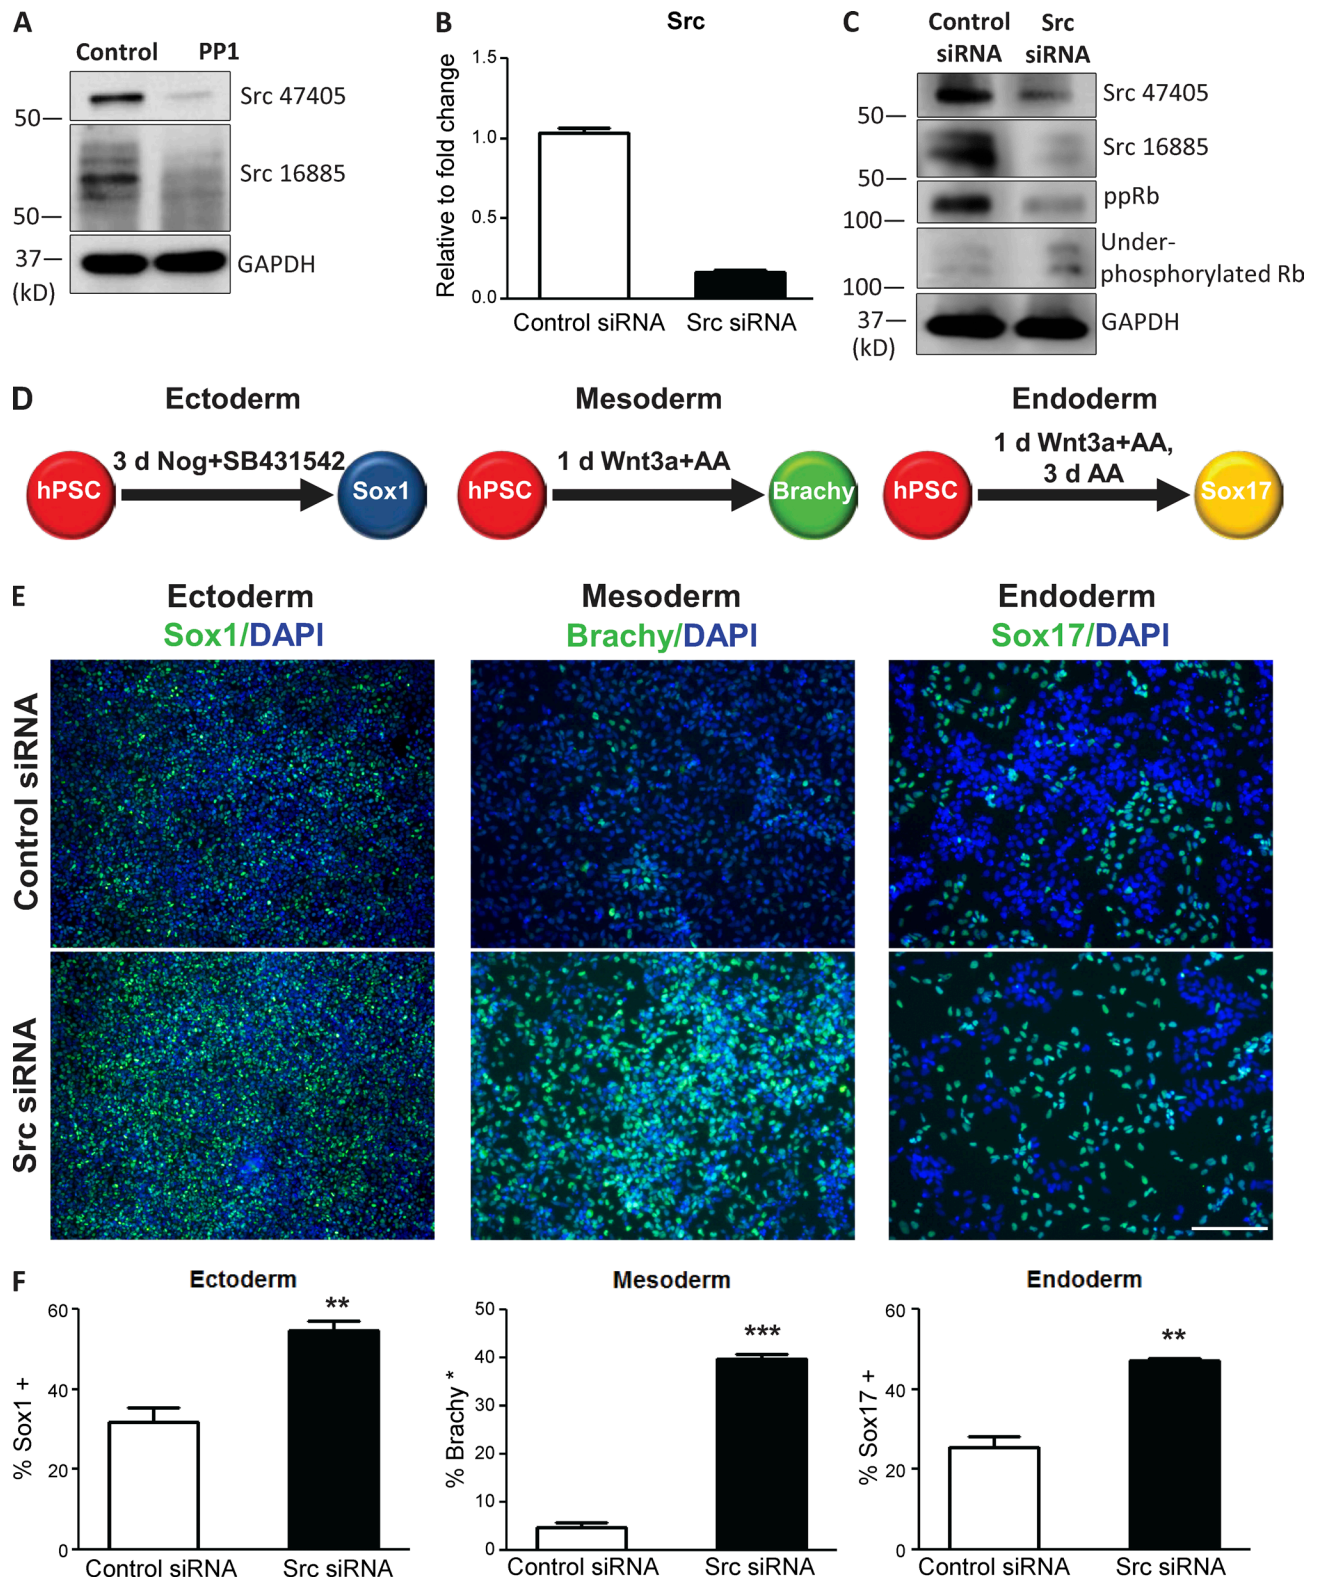 A
Control PP1
Src 47405
50
Src 16885
50
37
GAPDH
(kD)
B
Src
Relative to fold change
1.5
1.0
0.5
0.0
Control siRNA Src siRNA
C
Control Src
siRNA siRNA
Src 47405
50
Src 16885
50
ppRb
100
Under-
phosphorylated Rb
100
37
GAPDH
(kD)
D
Ectoderm
hPSC 3 d Nog+SB431542 Sox1
Mesoderm
hPSC 1 d Wnt3a+AA Brachy
Endoderm
1 d Wnt3a+AA,
3 d AA
hPSC Sox17
E
Ectoderm
Sox1/DAPI
Mesoderm
Brachy/DAPI
Endoderm
Sox17/DAPI
Control siRNA
Src siRNA
F
Ectoderm
% Sox1 +
60
40
20
0
**
Control siRNA Src siRNA
Mesoderm
% Brachy *
50
40
30
20
10
0
***
Control siRNA Src siRNA
Endoderm
% Sox17 +
60
40
20
0
**
Control siRNA Src siRNA